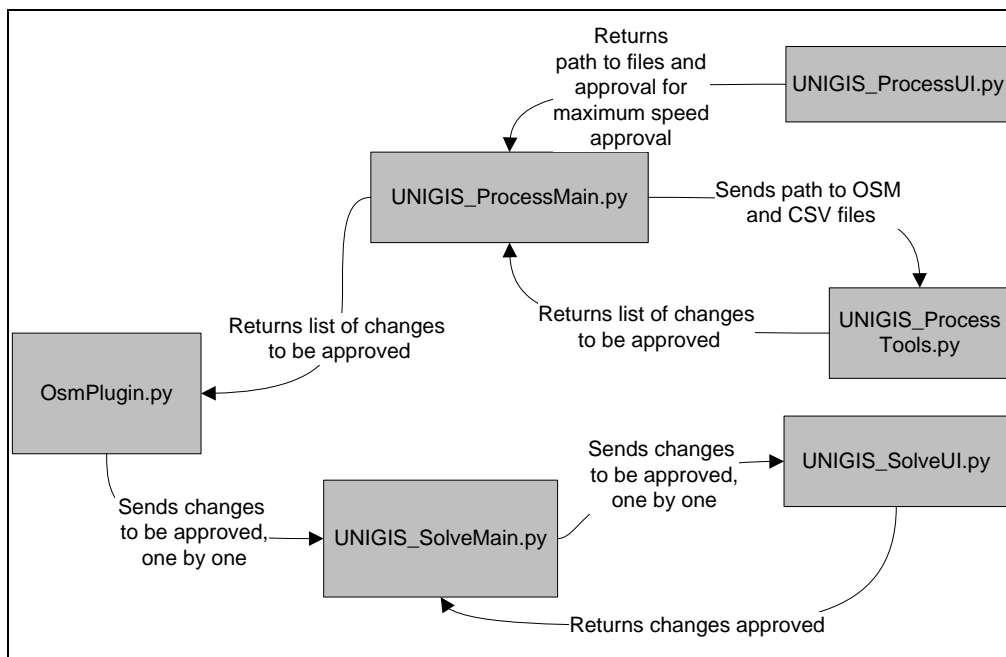 Returns
path to files and
approval for
maximum speed
approval
UNIGIS_ProcessUI.py
UNIGIS_ProcessMain.py
Sends path to OSM
and CSV files
Returns list of changes
to be approved
Returns list of changes
to be approved
UNIGIS_Process
Tools.py
OsmPlugin.py
Sends changes
to be approved,
one by one
UNIGIS_SolveMain.py
Sends changes
to be approved,
one by one
UNIGIS_SolveUI.py
Returns changes approved